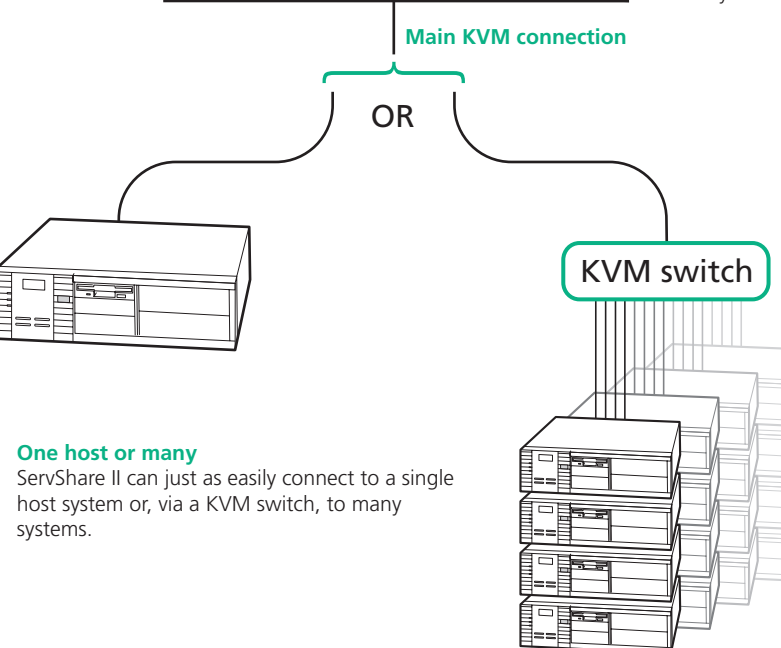 Main KVM connection
OR
KVM switch
One host or many
ServShare II can just as easily connect to a single
host system or, via a KVM switch, to many
systems.